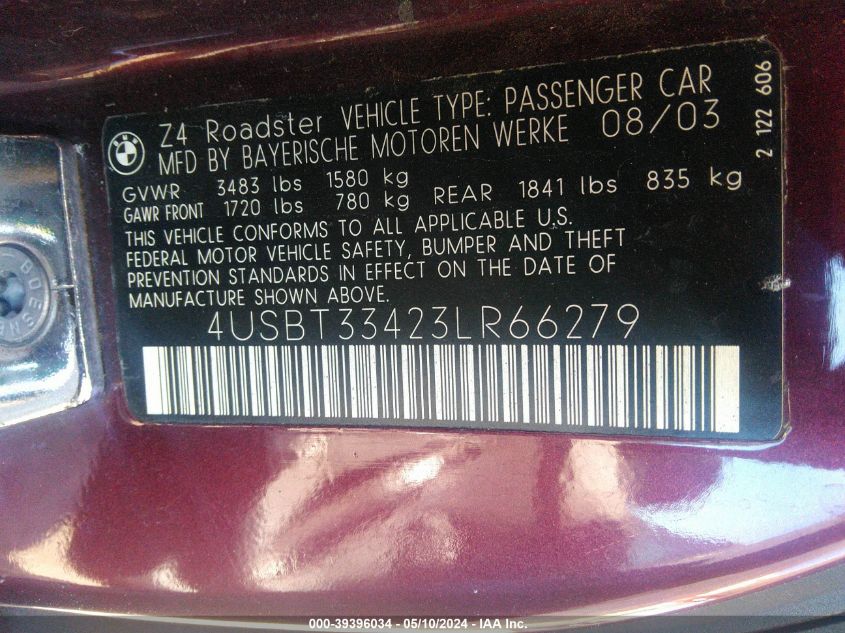 Z4 Roadster VEHICLE TYPE: PASSENGER CAR
MFD BY BAYERISCHE MOTOREN WERKE 08/03
GVWR 3483 lbs 1580 kg
GAWR FRONT 1720 lbs 780 kg REAR 1841 lbs 835 kg
THIS VEHICLE CONFORMS TO ALL APPLICABLE U.S.
FEDERAL MOTOR VEHICLE SAFETY, BUMPER AND THEFT
PREVENTION STANDARDS IN EFFECT ON THE DATE OF
MANUFACTURE SHOWN ABOVE.
4USBT33423LR66279
2 122 606
BMW
000-39396034 - 05/10/2024 - IAA Inc.